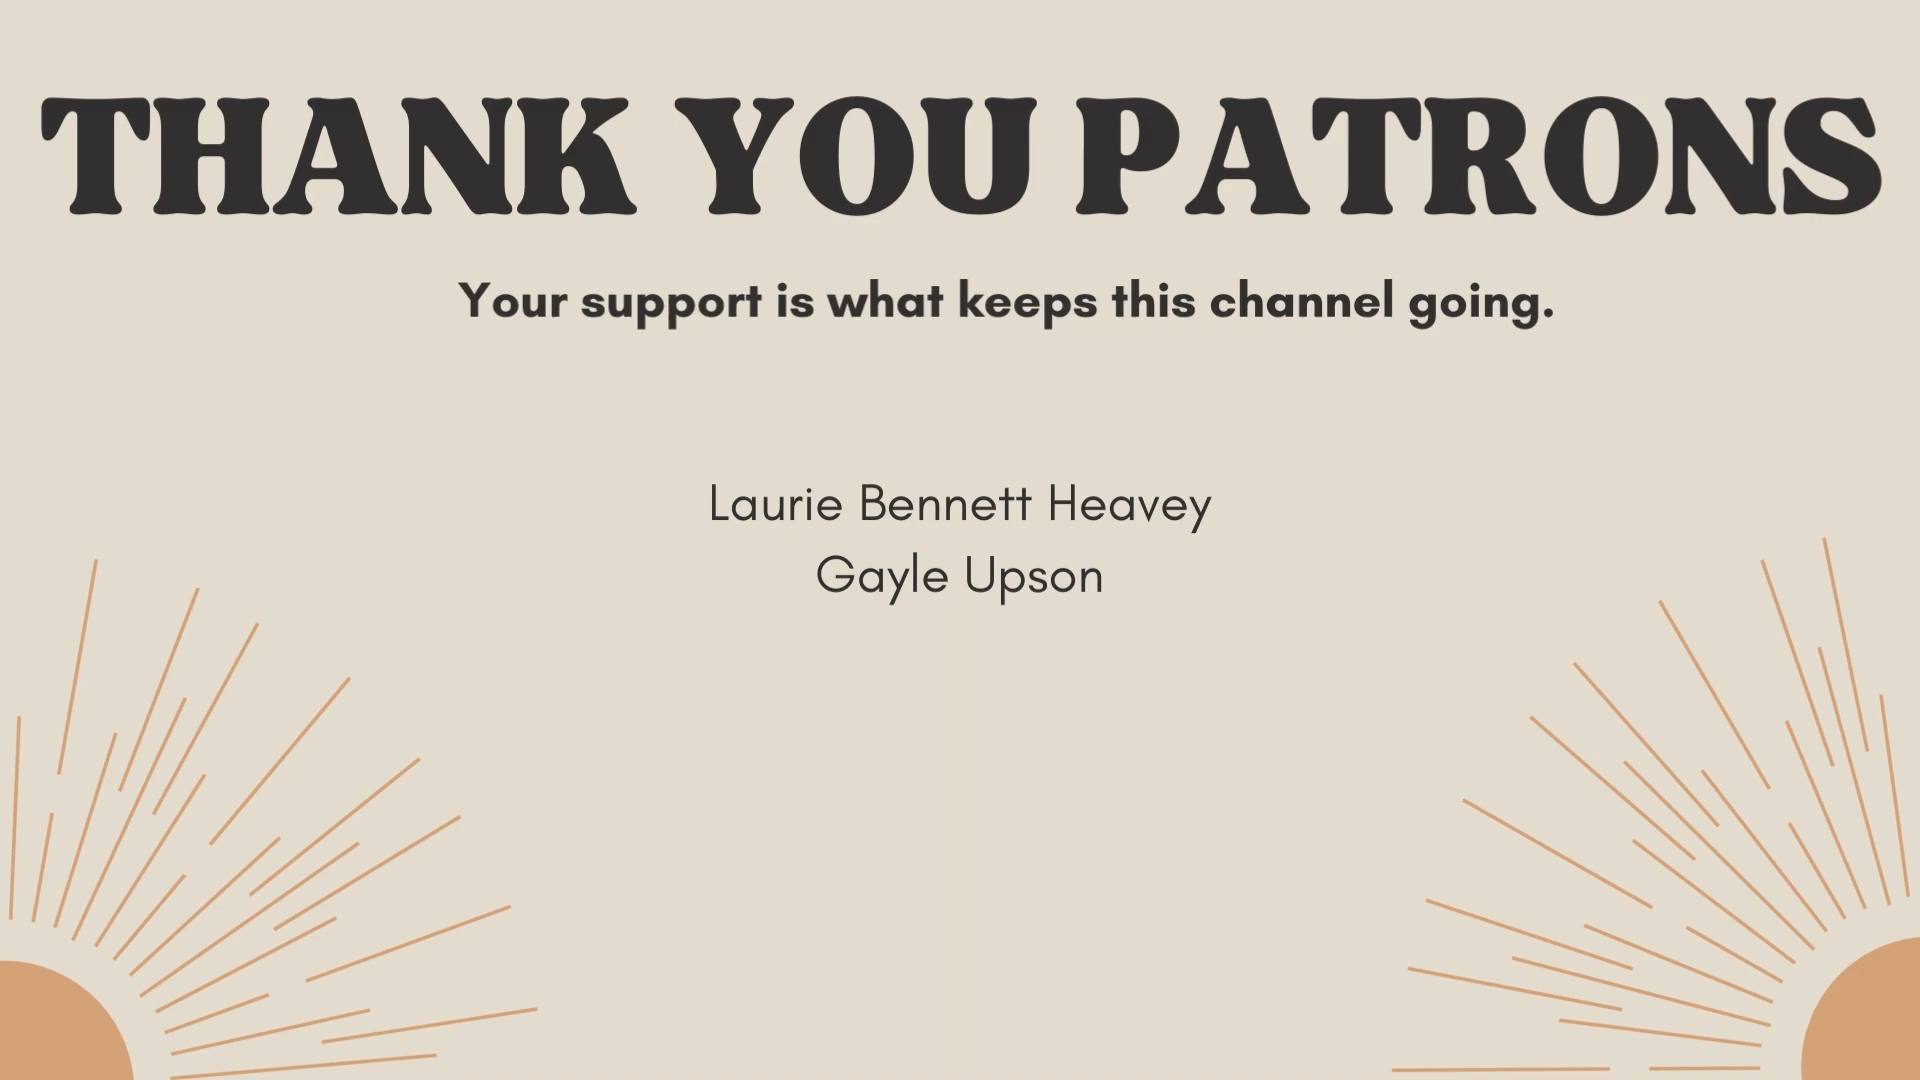 THANK YOU PATRONS
Your support is what keeps this channel going.
Laurie Bennett Heavey
Gayle Upson